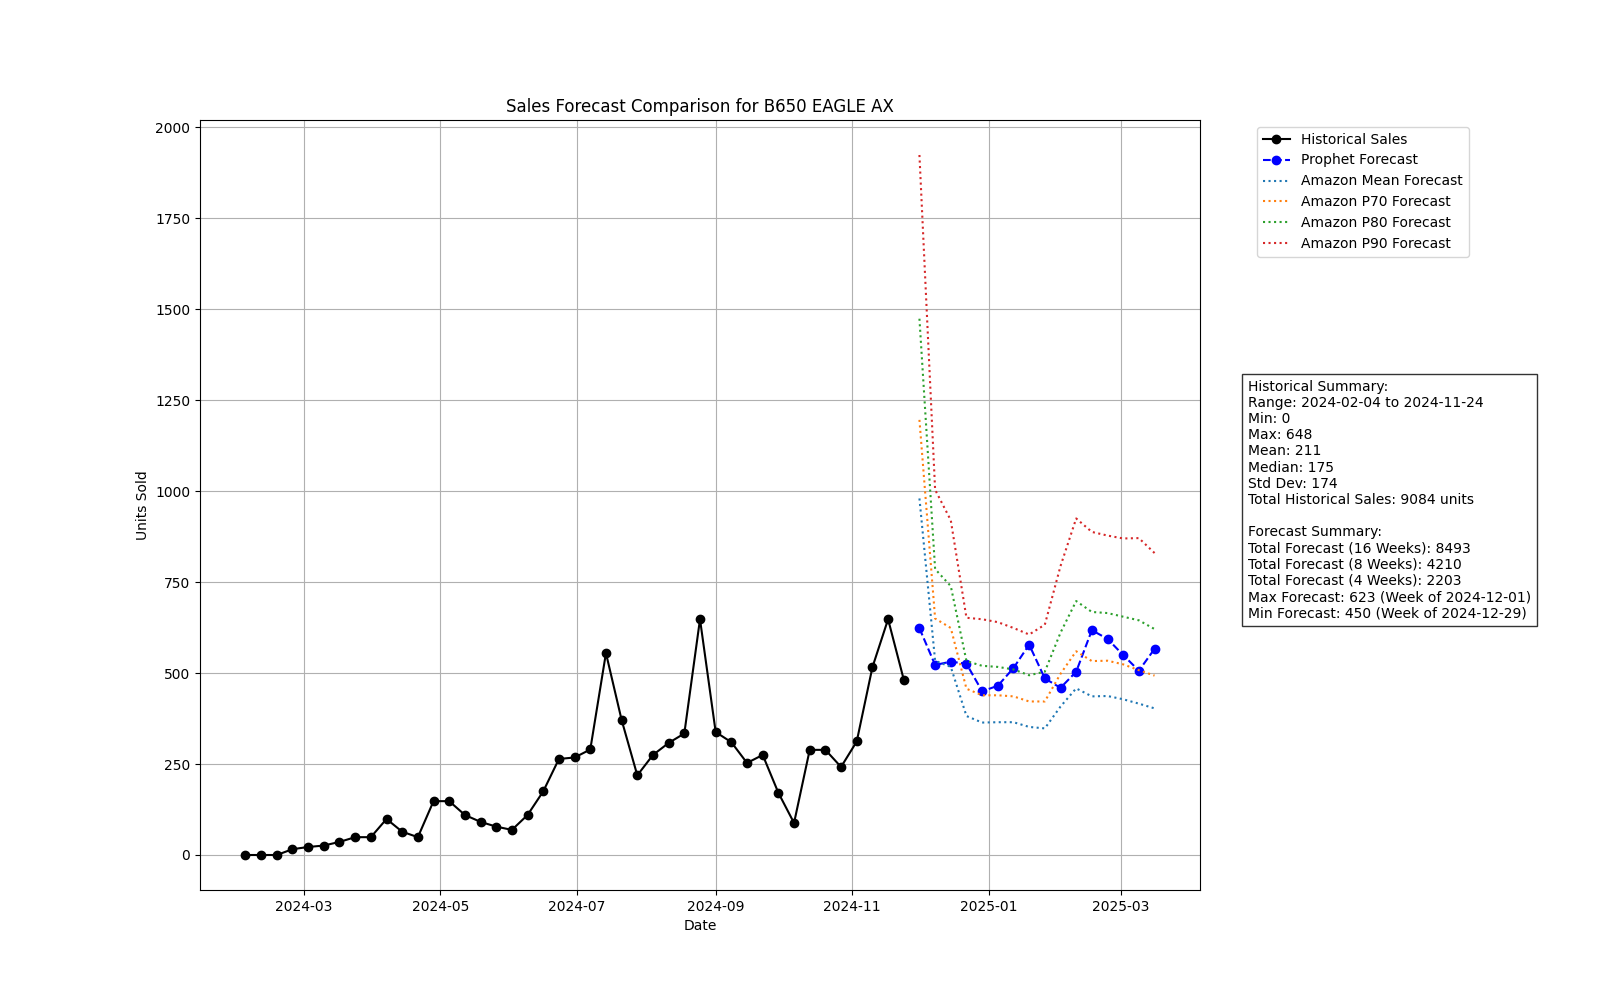 Sales Forecast Comparison for B650 EAGLE AX
2000
1750
1500
1250
1000
750
500
250
0
Units Sold
2024-03
2024-05
2024-07
2024-09
2024-11
2025-01
2025-03
Date
Historical Sales
Prophet Forecast
Amazon Mean Forecast
Amazon P70 Forecast
Amazon P80 Forecast
Amazon P90 Forecast
Historical Summary:
Range: 2024-02-04 to 2024-11-24
Min: 0
Max: 648
Mean: 211
Median: 175
Std Dev: 174
Total Historical Sales: 9084 units
Forecast Summary:
Total Forecast (16 Weeks): 8493
Total Forecast (8 Weeks): 4210
Total Forecast (4 Weeks): 2203
Max Forecast: 623 (Week of 2024-12-01)
Min Forecast: 450 (Week of 2024-12-29)